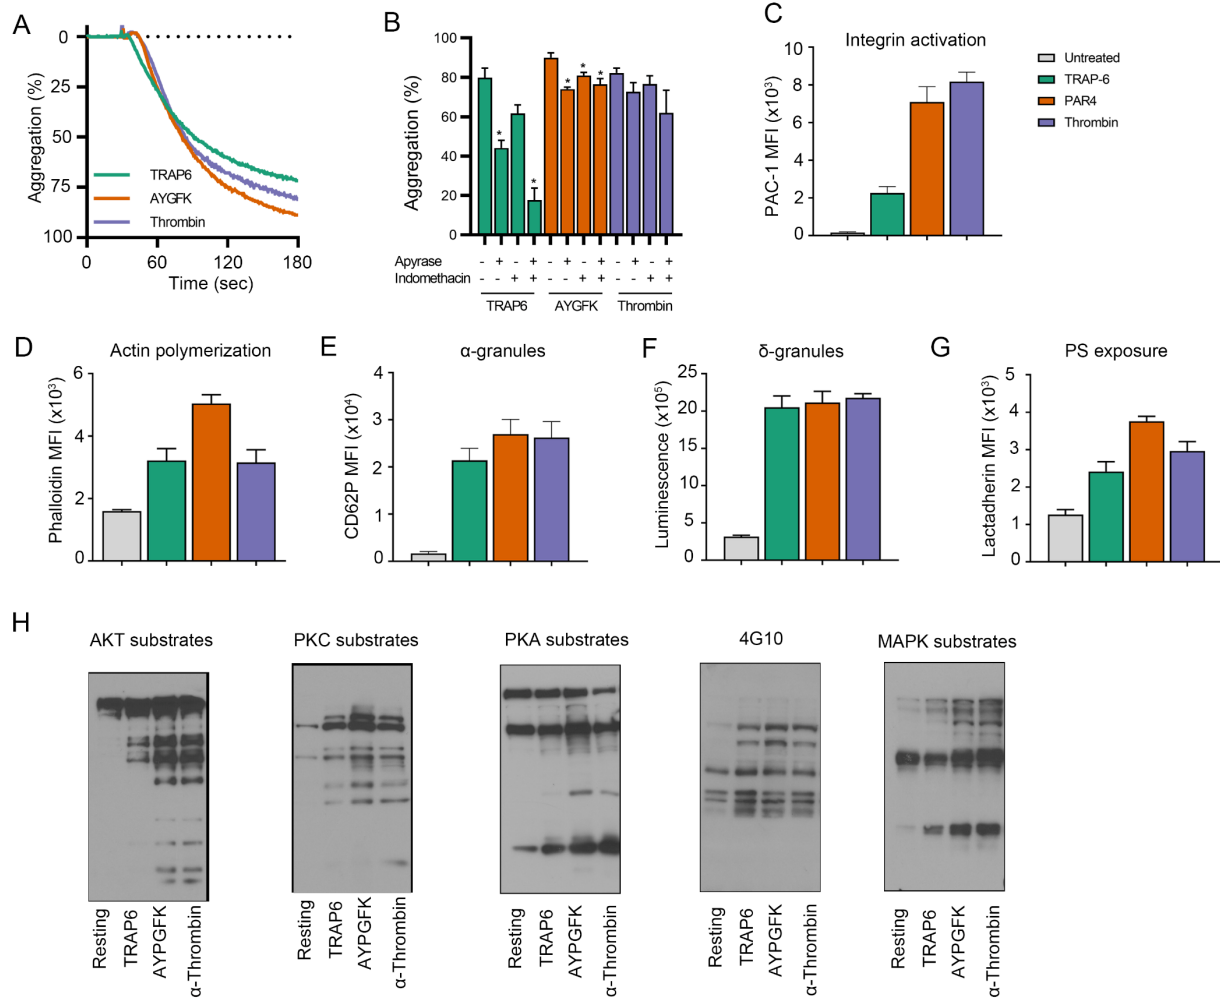 A
Aggregation (%)
0
25
50
75
100
TRAP6
AYGFK
Thrombin
0 60 120 180
Time (sec)
B
Aggregation (%)
100
80
60
40
20
0
*
*
*
*
*
Apyrase - + - + - + - + - + - +
Indomethacin - - + + - - + + - - + +
TRAP6 AYGFK Thrombin
C
Integrin activation
PAC-1 MFI (x10³)
10
8
6
4
2
0
Untreated
TRAP-6
PAR4
Thrombin
D
Actin polymerization
Phalloidin MFI (x10³)
6
4
2
0
E
α-granules
CD62P MFI (x10⁴)
4
3
2
1
0
F
δ-granules
Luminescence (x10⁵)
25
20
15
10
5
0
G
PS exposure
Lactadherin MFI (x10³)
5
4
3
2
1
0
H
AKT substrates
Resting
TRAP6
AYPGFK
α-Thrombin
PKC substrates
Resting
TRAP6
AYPGFK
α-Thrombin
PKA substrates
Resting
TRAP6
AYPGFK
α-Thrombin
4G10
Resting
TRAP6
AYPGFK
α-Thrombin
MAPK substrates
Resting
TRAP6
AYPGFK
α-Thrombin